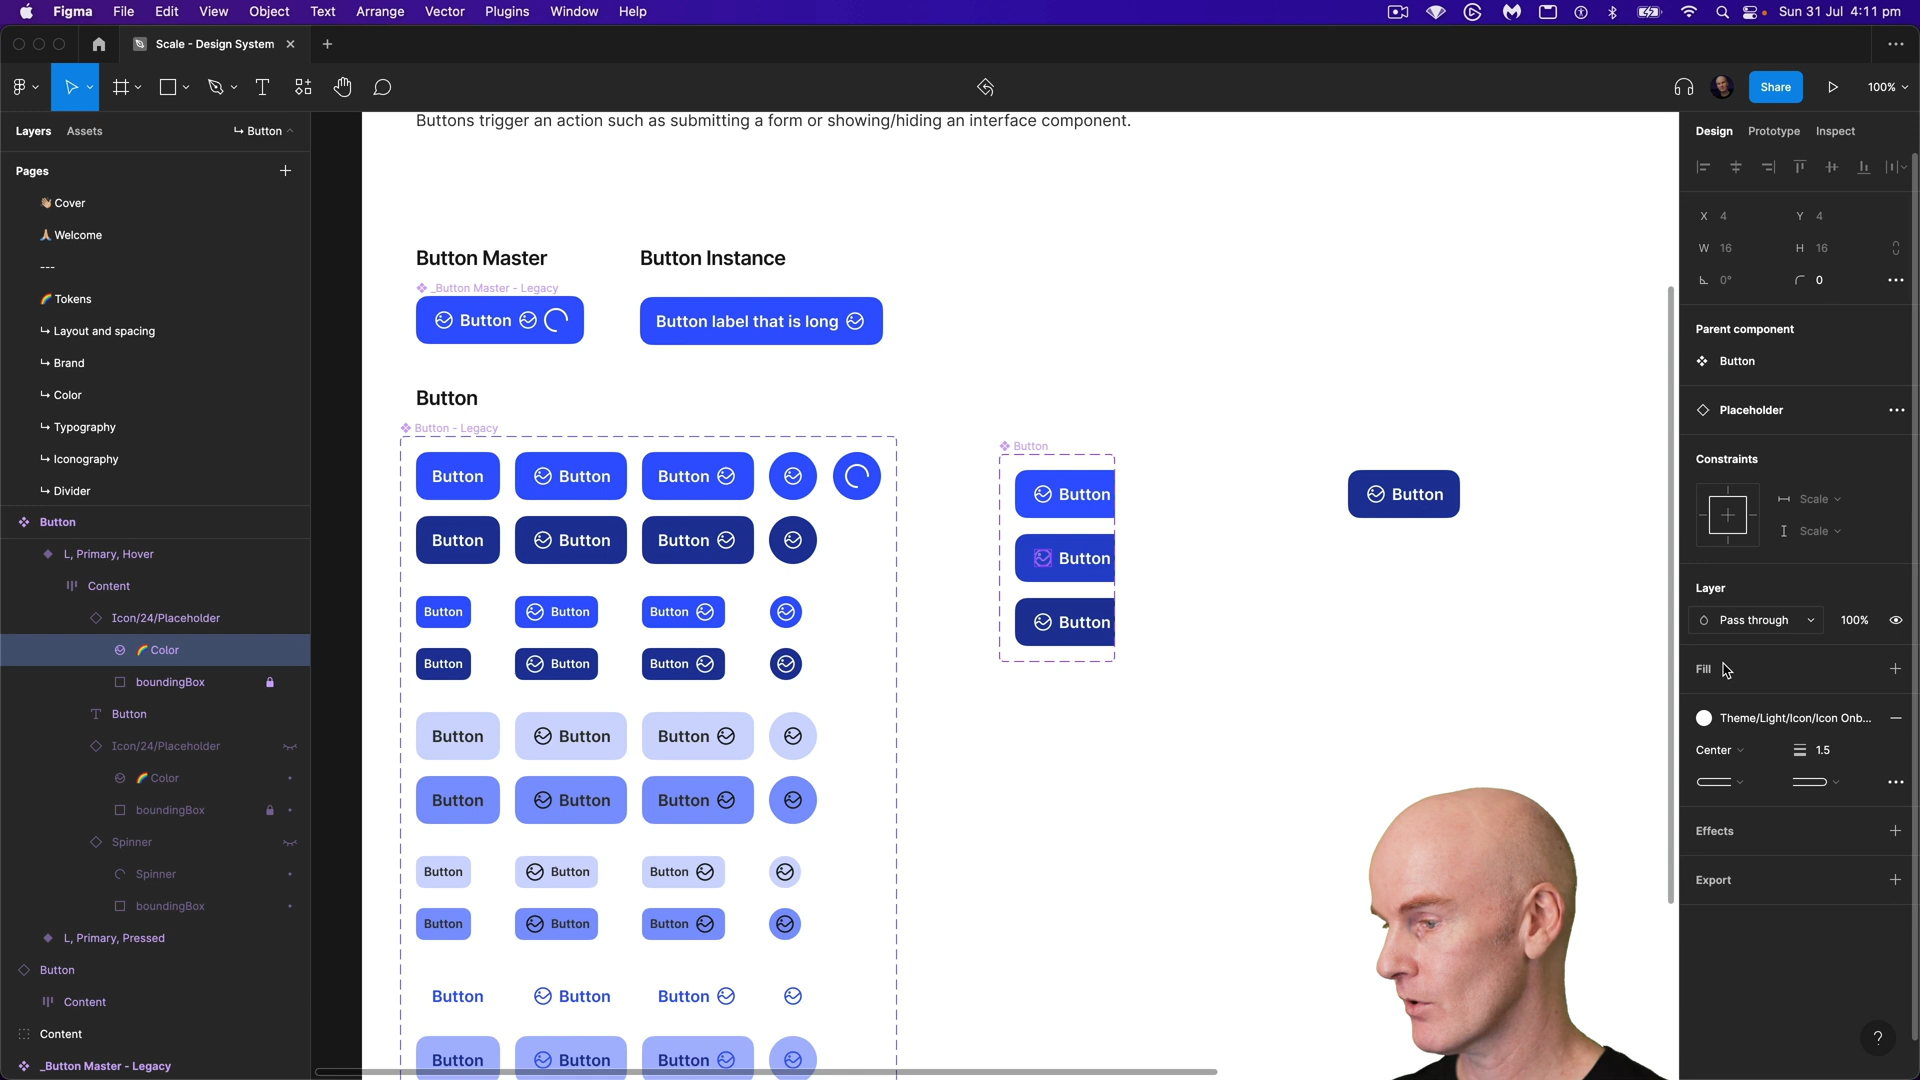 Figma File Edit View Object Text Arrange Vector Plugins Window Help Sun 31 Jul 4:11 pm
Scale - Design System
Share 100%
Layers Assets ↳ Button
Pages
👋🏼 Cover
🙏🏼 Welcome
---
🌈 Tokens
↳ Layout and spacing
↳ Brand
↳ Color
↳ Typography
↳ Iconography
↳ Divider
Button
L, Primary, Hover
Content
Icon/24/Placeholder
🌈 Color
boundingBox
Button
Icon/24/Placeholder
🌈 Color
boundingBox
Spinner
Spinner
boundingBox
L, Primary, Pressed
Button
Content
Content
_Button Master - Legacy
Buttons trigger an action such as submitting a form or showing/hiding an interface component.
Button Master Button Instance
_Button Master - Legacy
Button Button label that is long
Button
Button - Legacy
Button Button Button
Button Button Button
Button Button Button
Button Button Button
Button Button Button
Button Button Button
Button Button Button
Button Button Button
Button Button Button
Button Button Button
Button
Button
Button
Button
Button
Design Prototype Inspect
X 4 Y 4
W 16 H 16
0° 0
Parent component
Button
Placeholder
Constraints
Scale
Scale
Layer
Pass through 100%
Fill
Theme/Light/Icon/Icon Onb...
Center 1.5
Effects
Export
?